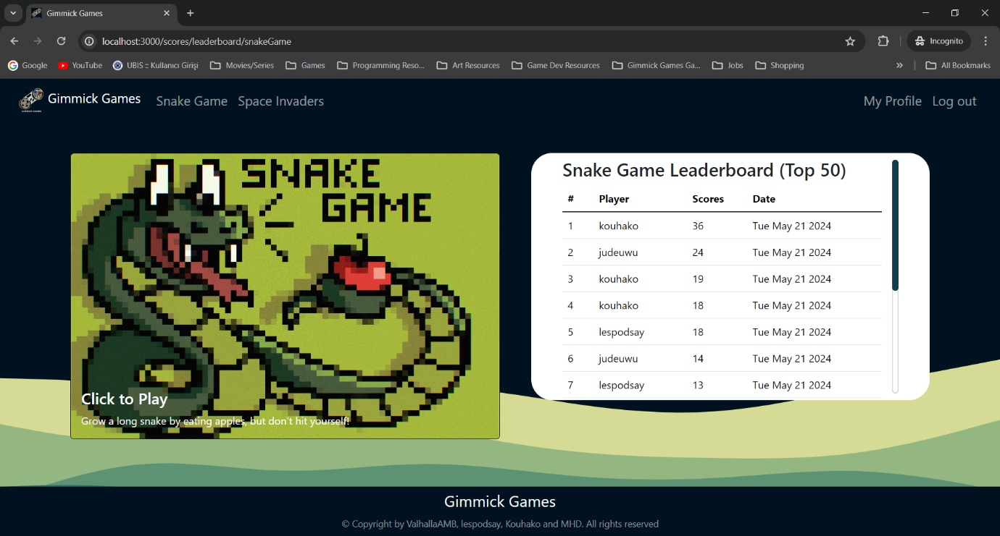 Gimmick Games
localhost:3000/scores/leaderboard/snakeGame
Incognito
Google YouTube UBIS :: Kullanıcı Girişi Movies/Series Games Programming Reso... Art Resources Game Dev Resources Gimmick Games Ga... Jobs Shopping » All Bookmarks
Gimmick Games Snake Game Space Invaders My Profile Log out
SNAKE
GAME
Click to Play
Grow a long snake by eating apples, but don't hit yourself!
Snake Game Leaderboard (Top 50)
# Player Scores Date
1 kouhako 36 Tue May 21 2024
2 judeuwu 24 Tue May 21 2024
3 kouhako 19 Tue May 21 2024
4 kouhako 18 Tue May 21 2024
5 lespodsay 18 Tue May 21 2024
6 judeuwu 14 Tue May 21 2024
7 lespodsay 13 Tue May 21 2024
Gimmick Games
© Copyright by ValhallaAMB, lespodsay, Kouhako and MHD. All rights reserved